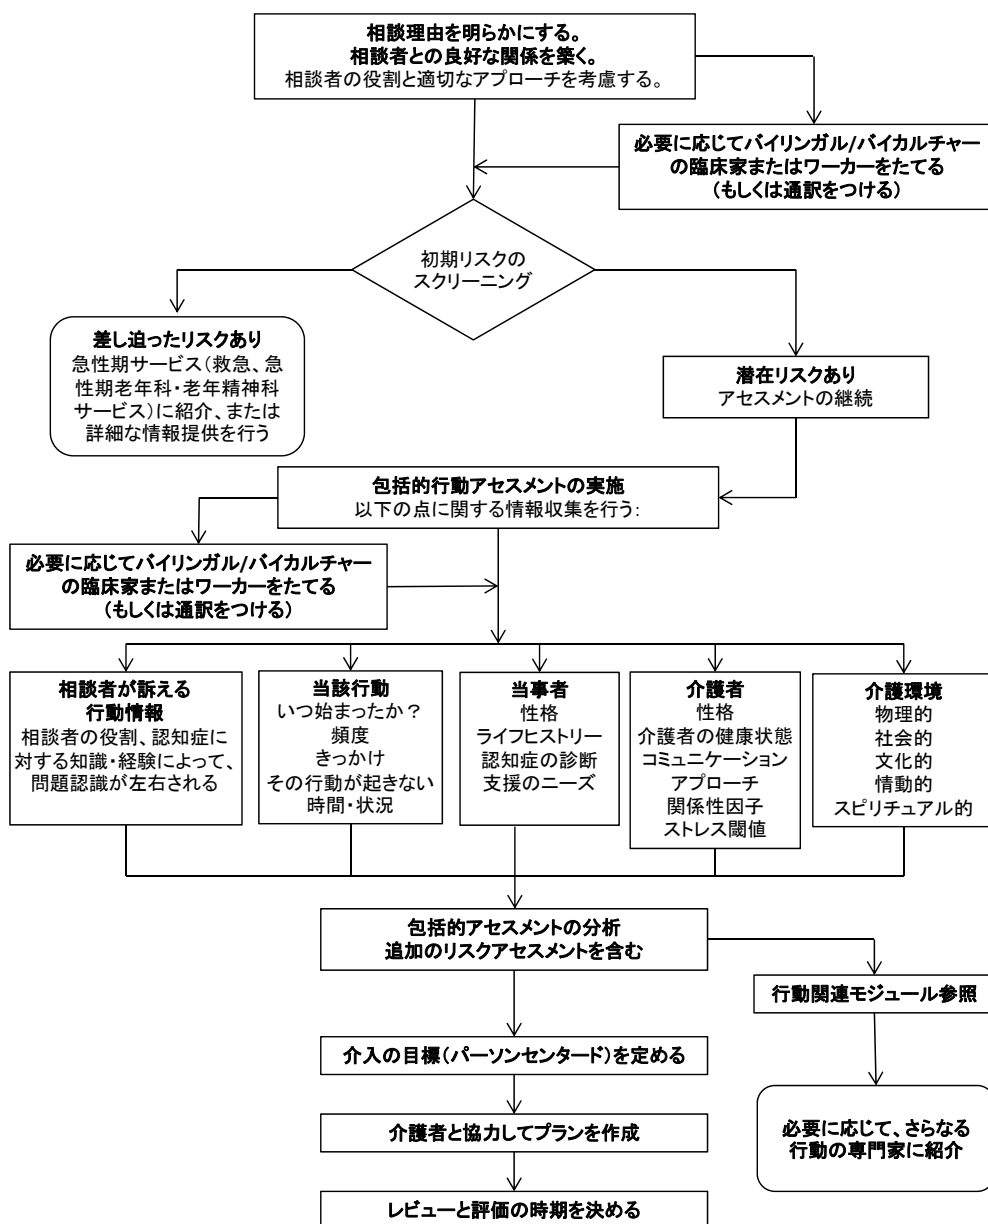 相談理由を明らかにする。
相談者との良好な関係を築く。
相談者の役割と適切なアプローチを考慮する。
必要に応じてバイリンガル/バイカルチャー
の臨床家またはワーカーをたてる
(もしくは通訳をつける)
初期リスクの
スクリーニング
差し迫ったリスクあり
急性期サービス(救急、急
性期老年科・老年精神科
サービス)に紹介、または
詳細な情報提供を行う
潜在リスクあり
アセスメントの継続
包括的行動アセスメントの実施
以下の点に関する情報収集を行う:
必要に応じてバイリンガル/バイカルチャー
の臨床家またはワーカーをたてる
(もしくは通訳をつける)
相談者が訴える
行動情報
相談者の役割、認知症に
対する知識・経験によって、
問題認識が左右される
当該行動
いつ始まったか?
頻度
きっかけ
その行動が起きない
時間・状況
当事者
性格
ライフヒストリー
認知症の診断
支援のニーズ
介護者
性格
介護者の健康状態
コミュニケーション
アプローチ
関係性因子
ストレス閾値
介護環境
物理的
社会的
文化的
情動的
スピリチュアル的
包括的アセスメントの分析
追加のリスクアセスメントを含む
行動関連モジュール参照
介入の目標(パーソンセンタード)を定める
介護者と協力してプランを作成
必要に応じて、さらなる
行動の専門家に紹介
レビューと評価の時期を決める